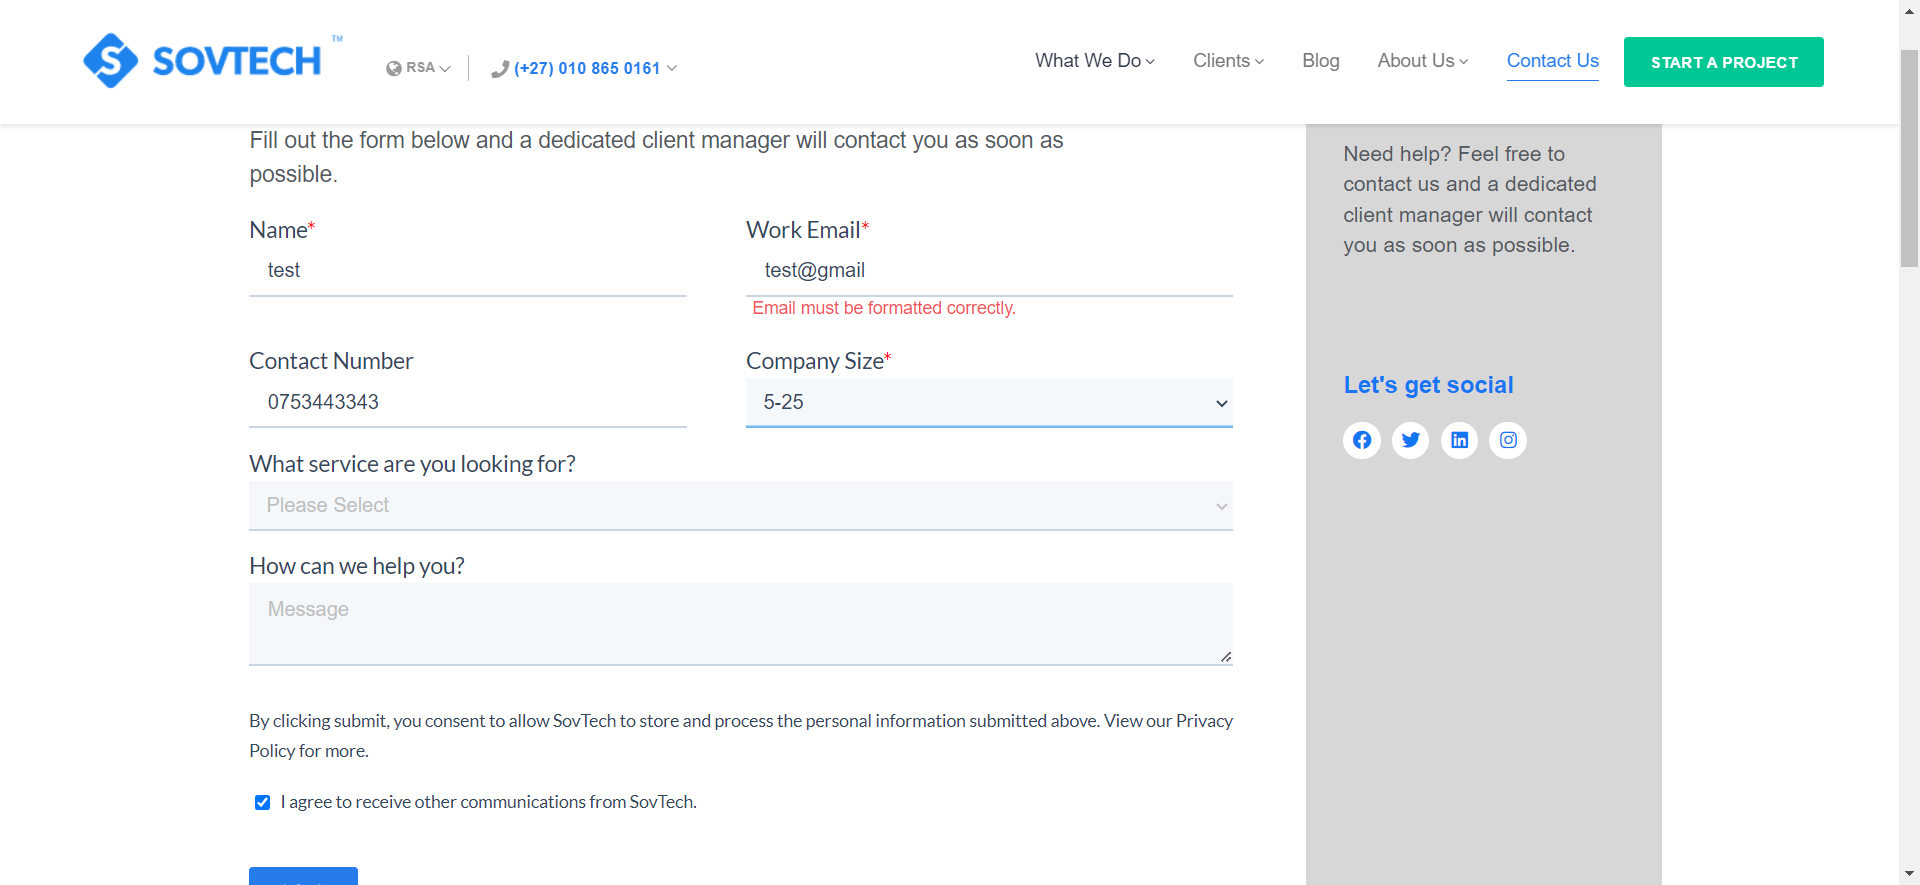 SOVTECH ™
RSA
(+27) 010 865 0161
What We Do
Clients
Blog
About Us
Contact Us
START A PROJECT
Fill out the form below and a dedicated client manager will contact you as soon as
possible.
Name*
test
Work Email*
test@gmail
Email must be formatted correctly.
Contact Number
0753443343
Company Size*
5-25
What service are you looking for?
Please Select
How can we help you?
Message
By clicking submit, you consent to allow SovTech to store and process the personal information submitted above. View our Privacy
Policy for more.
I agree to receive other communications from SovTech.
Need help? Feel free to
contact us and a dedicated
client manager will contact
you as soon as possible.
Let's get social